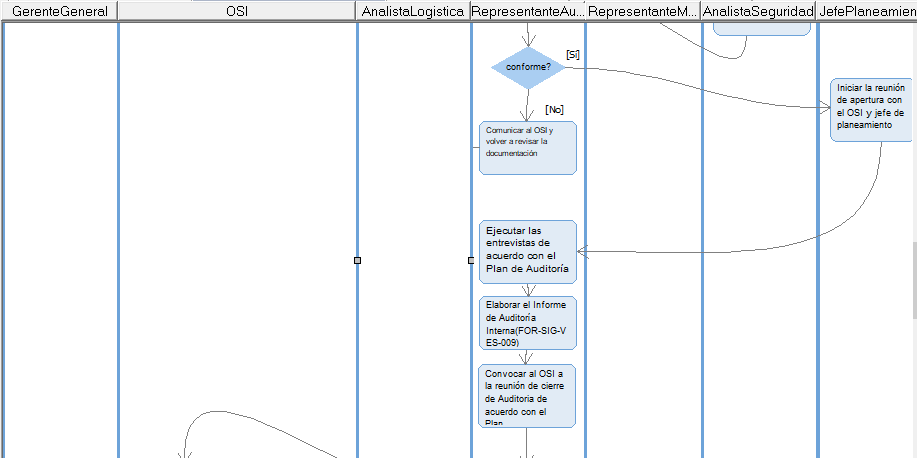 GerenteGeneral
OSI
AnalistaLogistica
RepresentanteAu...
RepresentanteM...
AnalistaSeguridad
JefePlaneamien
conforme?
[Sí]
[No]
Iniciar la reunión
de apertura con
el OSI y jefe de
planeamiento
Comunicar al OSI y
volver a revisar la
documentación
Ejecutar las
entrevistas de
acuerdo con el
Plan de Auditoría
Elaborar el Informe
de Auditoría
Interna(FOR-SIG-V
ES-009)
Convocar al OSI a
la reunión de cierre
de Auditoria de
acuerdo con el
Plan